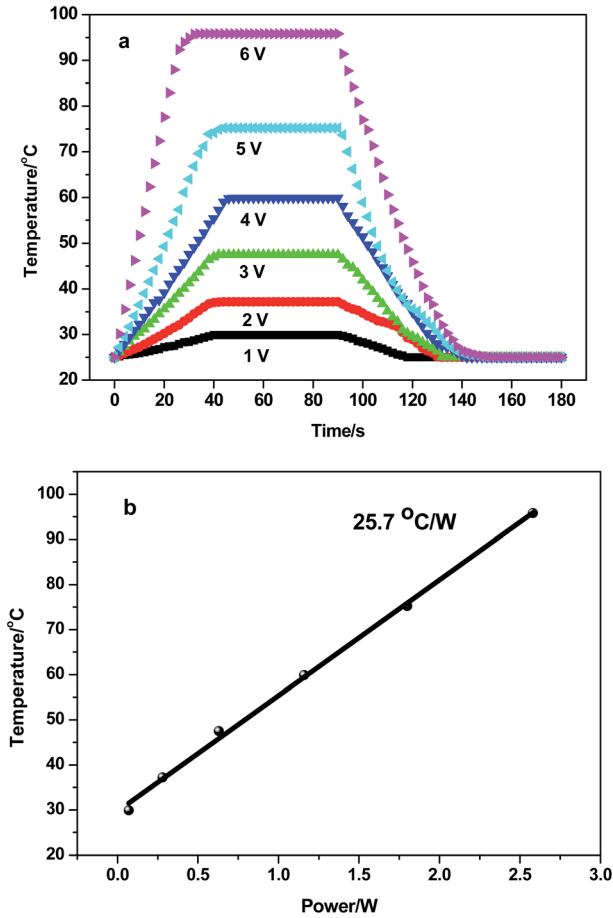 a
100
90
80
70
60
50
40
30
20
Temperature/°C
6 V
5 V
4 V
3 V
2 V
1 V
0 20 40 60 80 100 120 140 160 180
Time/s
b
25.7 °C/W
100
90
80
70
60
50
40
30
20
Temperature/°C
0.0 0.5 1.0 1.5 2.0 2.5 3.0
Power/W